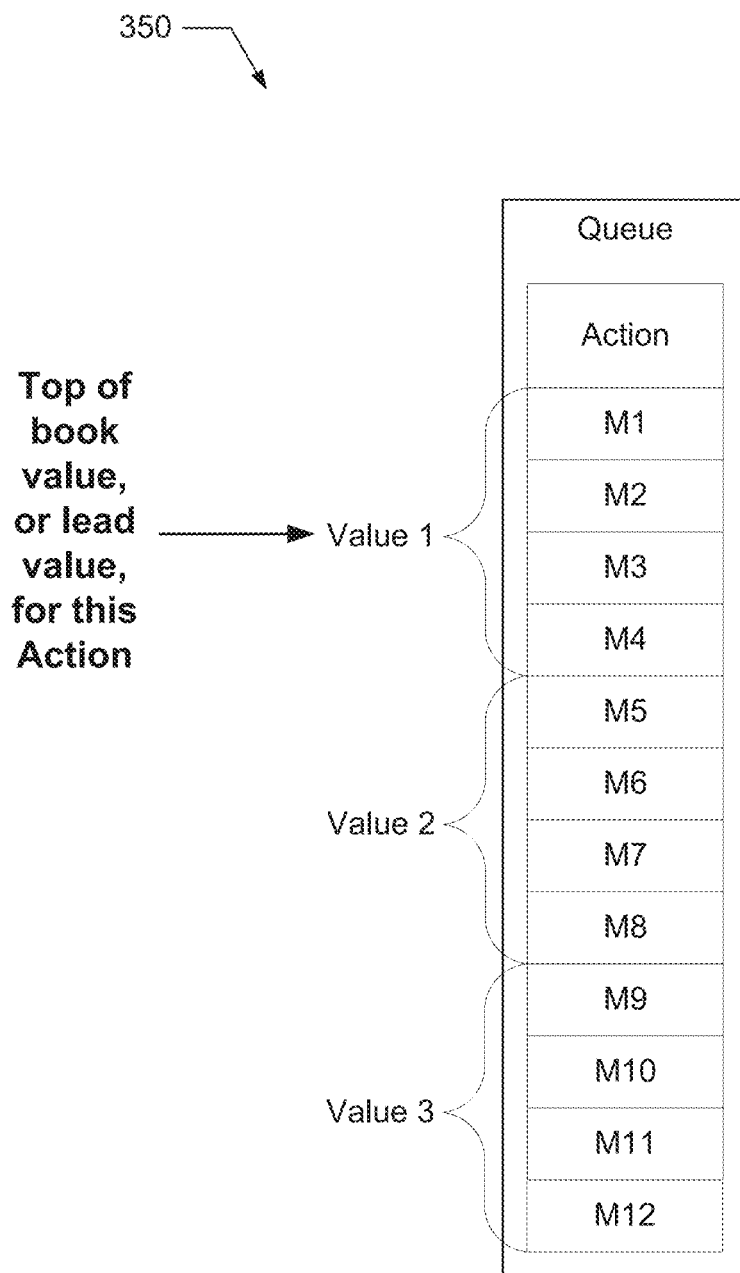 350
Queue
Action
Top of
book
value,
or lead
value,
for this
Action
Value 1
M1
M2
M3
M4
Value 2
M5
M6
M7
M8
Value 3
M9
M10
M11
M12